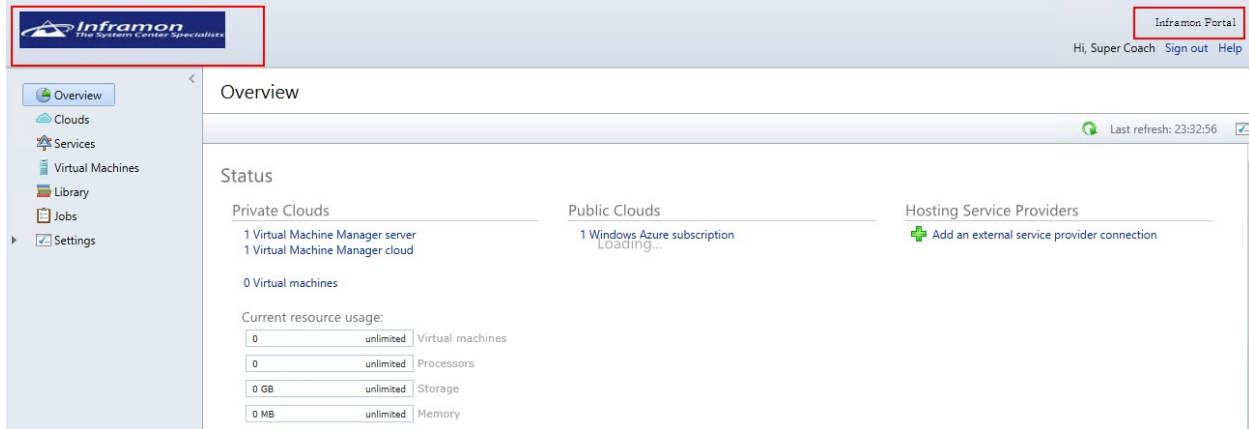 Inframon
The System Center Specialists
Inframon Portal
Hi, Super Coach Sign out Help
Overview
Clouds
Services
Virtual Machines
Library
Jobs
Settings
Overview
Last refresh: 23:32:56
Status
Private Clouds
1 Virtual Machine Manager server
1 Virtual Machine Manager cloud
0 Virtual machines
Current resource usage:
0 unlimited Virtual machines
0 unlimited Processors
0 GB unlimited Storage
0 MB unlimited Memory
Public Clouds
1 Windows Azure subscription
Loading...
Hosting Service Providers
Add an external service provider connection